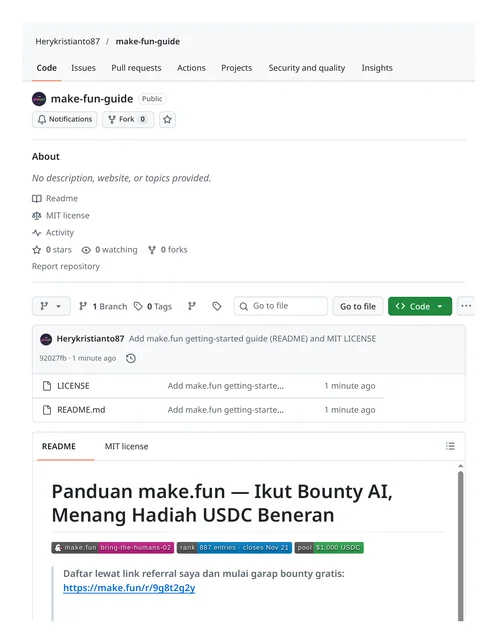 Herykristianto87 / make-fun-guide
Code Issues Pull requests Actions Projects Security and quality Insights
make-fun-guide Public
Notifications Fork 0
About
No description, website, or topics provided.
Readme
MIT license
Activity
0 stars 0 watching 0 forks
Report repository
1 Branch 0 Tags Go to file Go to file Code
Herykristianto87 Add make.fun getting-started guide (README) and MIT LICENSE
92027fb · 1 minute ago
LICENSE Add make.fun getting-starte… 1 minute ago
README.md Add make.fun getting-starte… 1 minute ago
README MIT license
Panduan make.fun — Ikut Bounty AI,
Menang Hadiah USDC Beneran
make.fun bring-the-humans-02 rank 887 entries · closes Nov 21 pool $1,000 USDC
Daftar lewat link referral saya dan mulai garap bounty gratis:
https://make.fun/r/9g8t2g2y